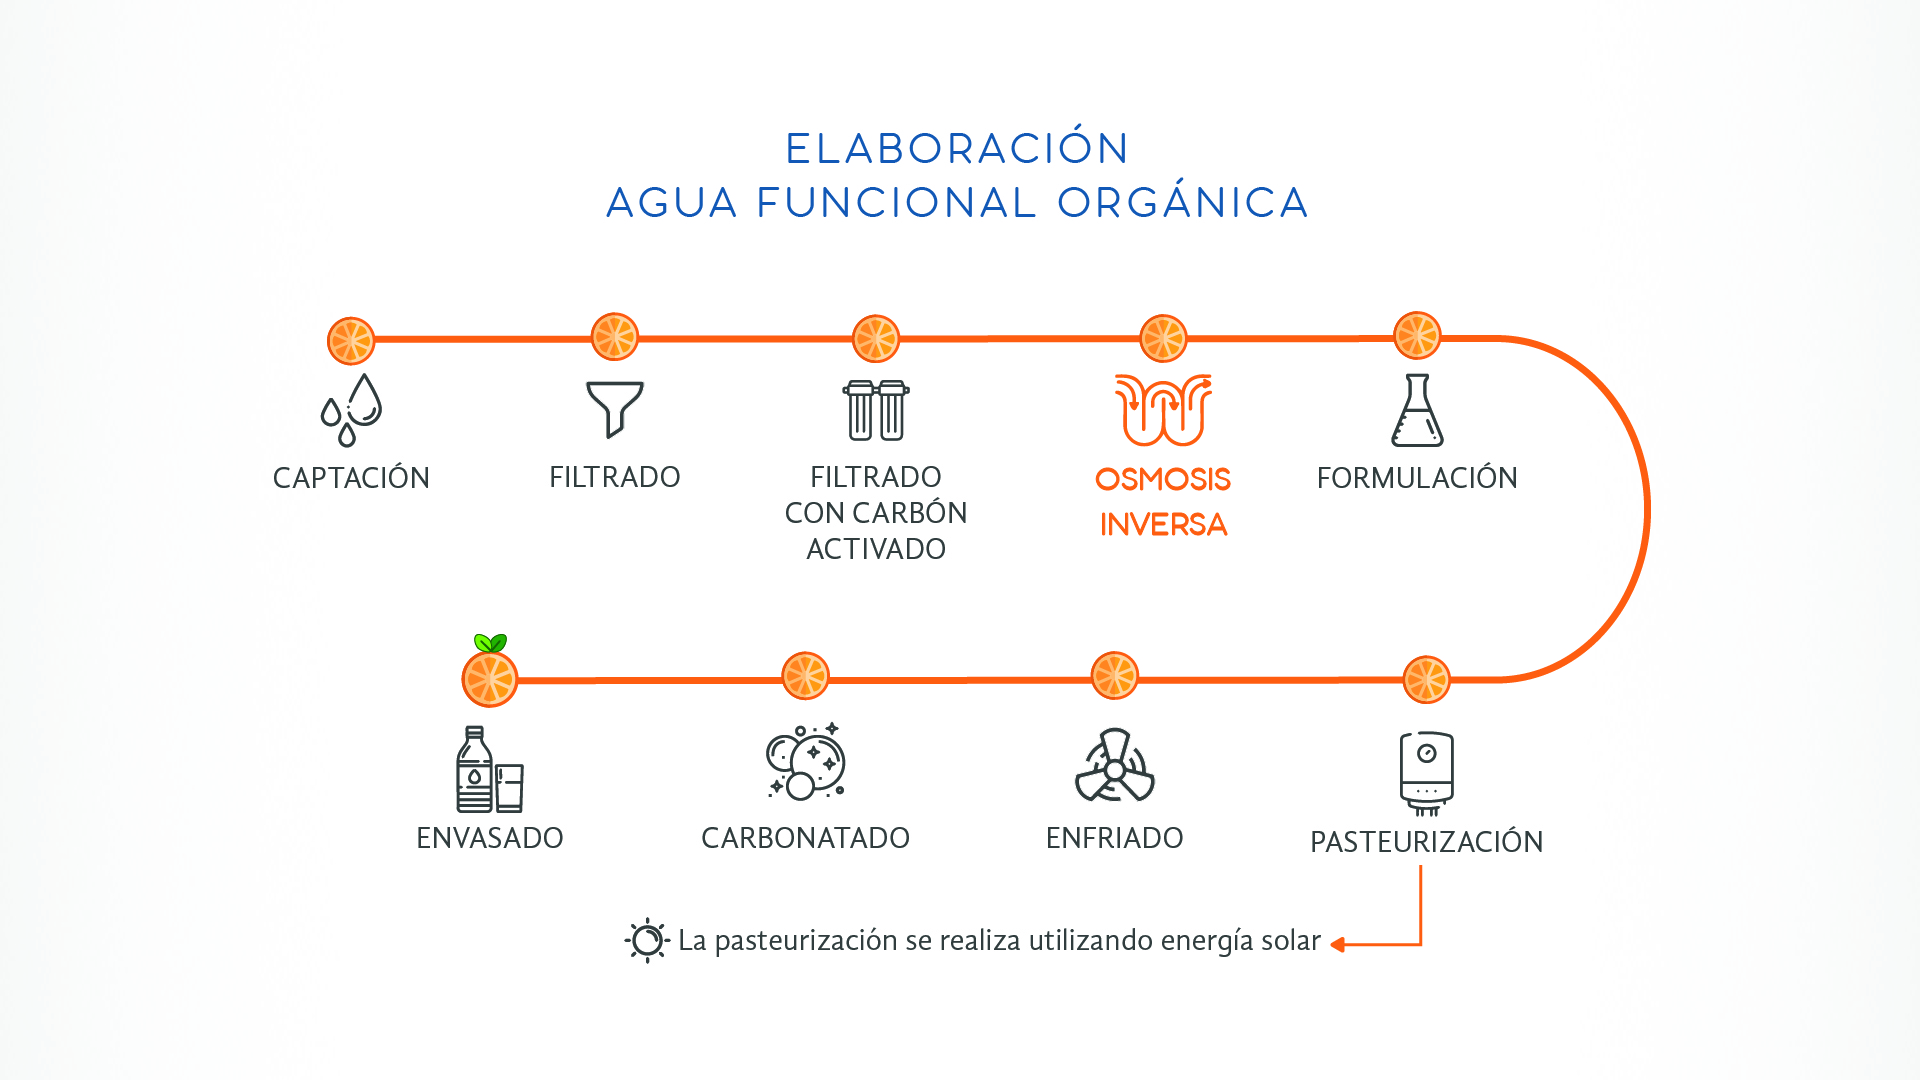 ELABORACIÓN
AGUA FUNCIONAL ORGÁNICA
CAPTACIÓN
FILTRADO
FILTRADO
CON CARBÓN
ACTIVADO
OSMOSIS
INVERSA
FORMULACIÓN
ENVASADO
CARBONATADO
ENFRIADO
PASTEURIZACIÓN
La pasteurización se realiza utilizando energía solar